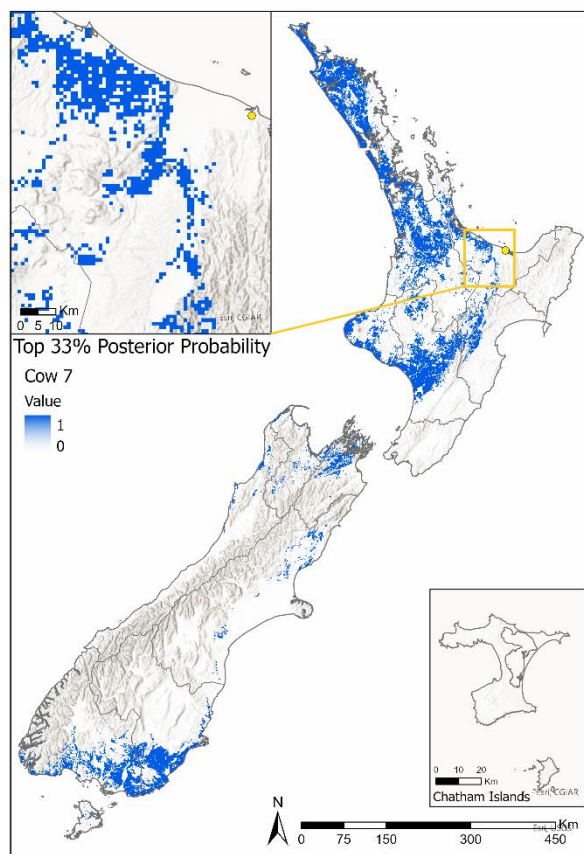 Esri, CGIAR
Km
0 5 10
Top 33% Posterior Probability
Cow 7
Value
1
0
0 10 20
Km
Esri, CGIAR
Chatham Islands
N
Km
0 75 150 300 450